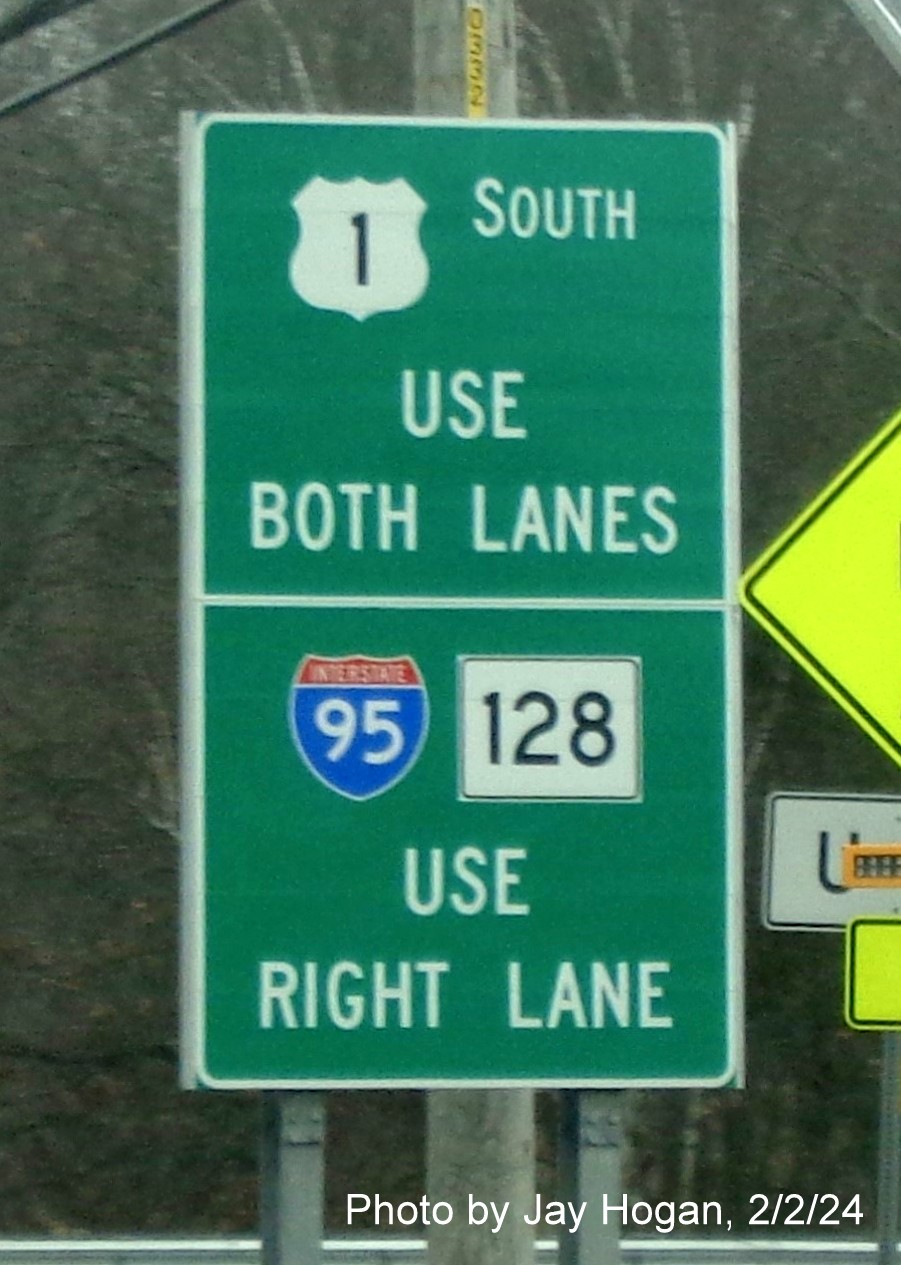 1 SOUTH
USE
BOTH LANES
INTERSTATE
95 128
USE
RIGHT LANE
Photo by Jay Hogan, 2/2/24